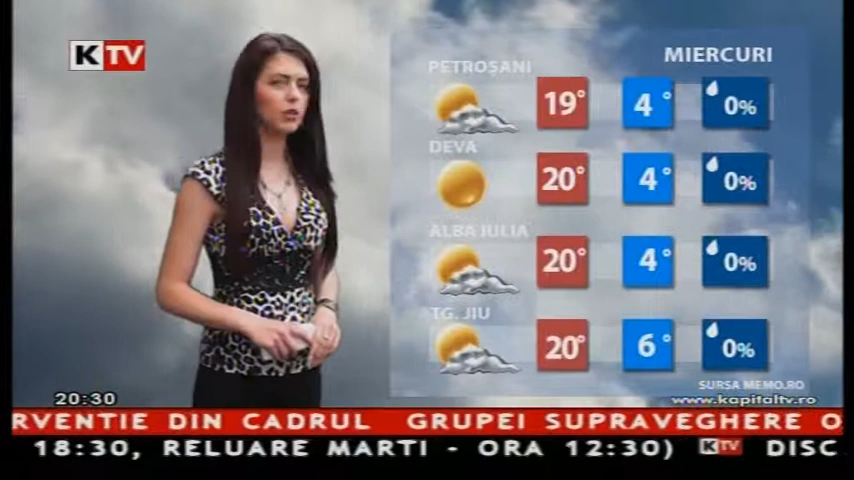 KTV
MIERCURI
PETROȘANI
19° 4° 0%
DEVA
20° 4° 0%
ALBA IULIA
20° 4° 0%
TG. JIU
20° 6° 0%
SURSA MEMO.RO
20:30
www.kapitaltv.ro
RVENTIE DIN CADRUL GRUPEI SUPRAVEGHERE O
18:30, RELUARE MARTI - ORA 12:30) KTV DISC